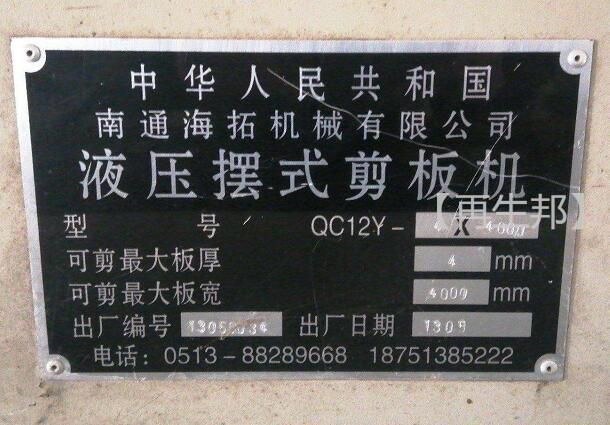 中华人民共和国
南通海拓机械有限公司
液压摆式剪板机
【再生邦】
型 号 QC12Y- 4 X 4000
可剪最大板厚 4 mm
可剪最大板宽 4000 mm
出厂编号 出厂日期
电话：0513-88289668 18751385222